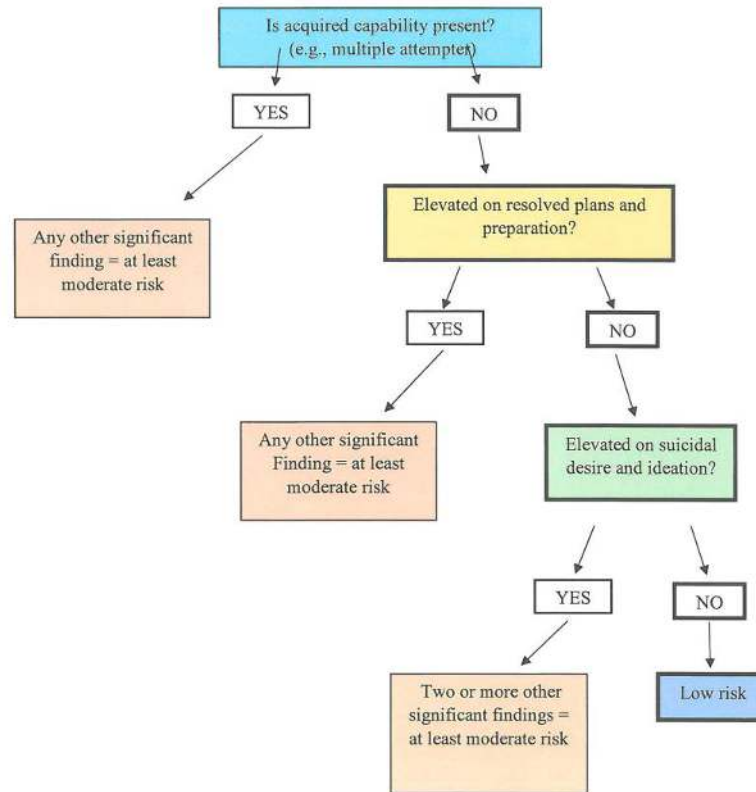 Is acquired capability present?
(e.g., multiple attempter)
YES
NO
Elevated on resolved plans and
preparation?
Any other significant
finding = at least
moderate risk
YES
NO
Any other significant
Finding = at least
moderate risk
Elevated on suicidal
desire and ideation?
YES
NO
Two or more other
significant findings =
at least moderate risk
Low risk